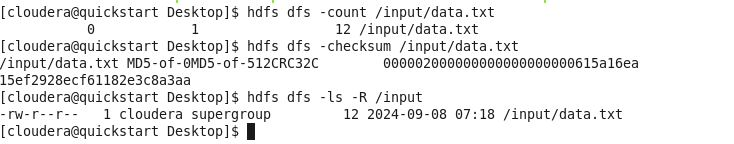 [cloudera@quickstart Desktop]$ hdfs dfs -count /input/data.txt
           0            1                 12 /input/data.txt
[cloudera@quickstart Desktop]$ hdfs dfs -checksum /input/data.txt
/input/data.txt MD5-of-0MD5-of-512CRC32C        000002000000000000000000615a16ea
15ef2928ecf61182e3c8a3aa
[cloudera@quickstart Desktop]$ hdfs dfs -ls -R /input
-rw-r--r--   1 cloudera supergroup         12 2024-09-08 07:18 /input/data.txt
[cloudera@quickstart Desktop]$